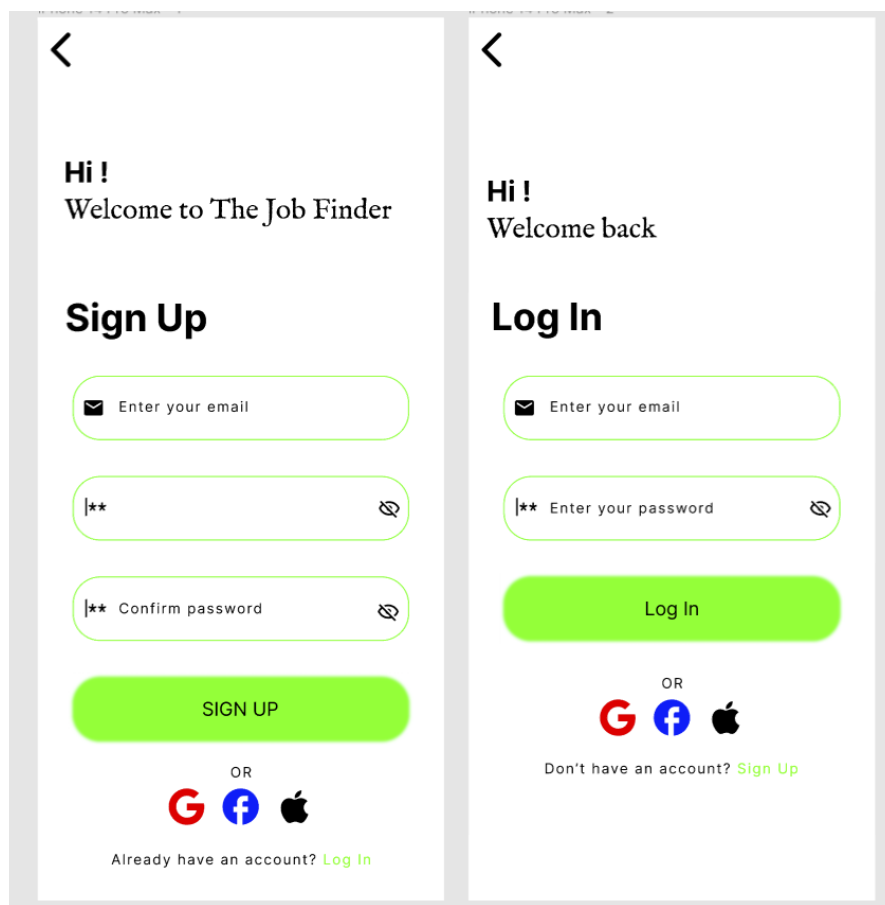 Hi !
Welcome to The Job Finder
Sign Up
Enter your email
|**
|** Confirm password
SIGN UP
OR
Already have an account? Log In
Hi !
Welcome back
Log In
Enter your email
|** Enter your password
Log In
OR
Don't have an account? Sign Up